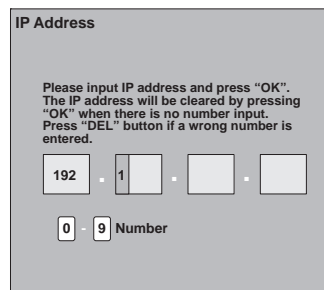 IP Address
Please input IP address and press “OK”.
The IP address will be cleared by pressing
“OK” when there is no number input.
Press “DEL” button if a wrong number is
entered.
192 . 1 . .
0 - 9 Number